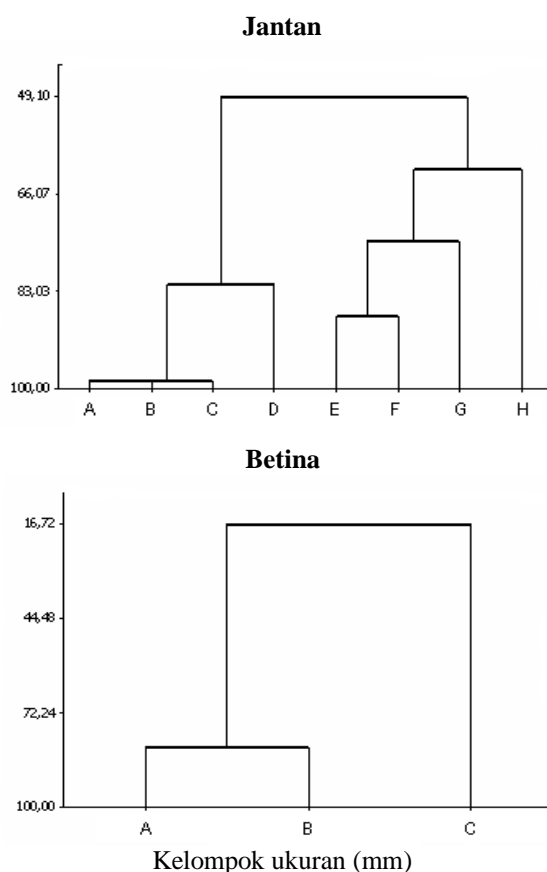 Jantan
49,10
66,07
83,03
100,00
A B C D E F G H
Betina
16,72
44,48
72,24
100,00
A B C
Kelompok ukuran (mm)